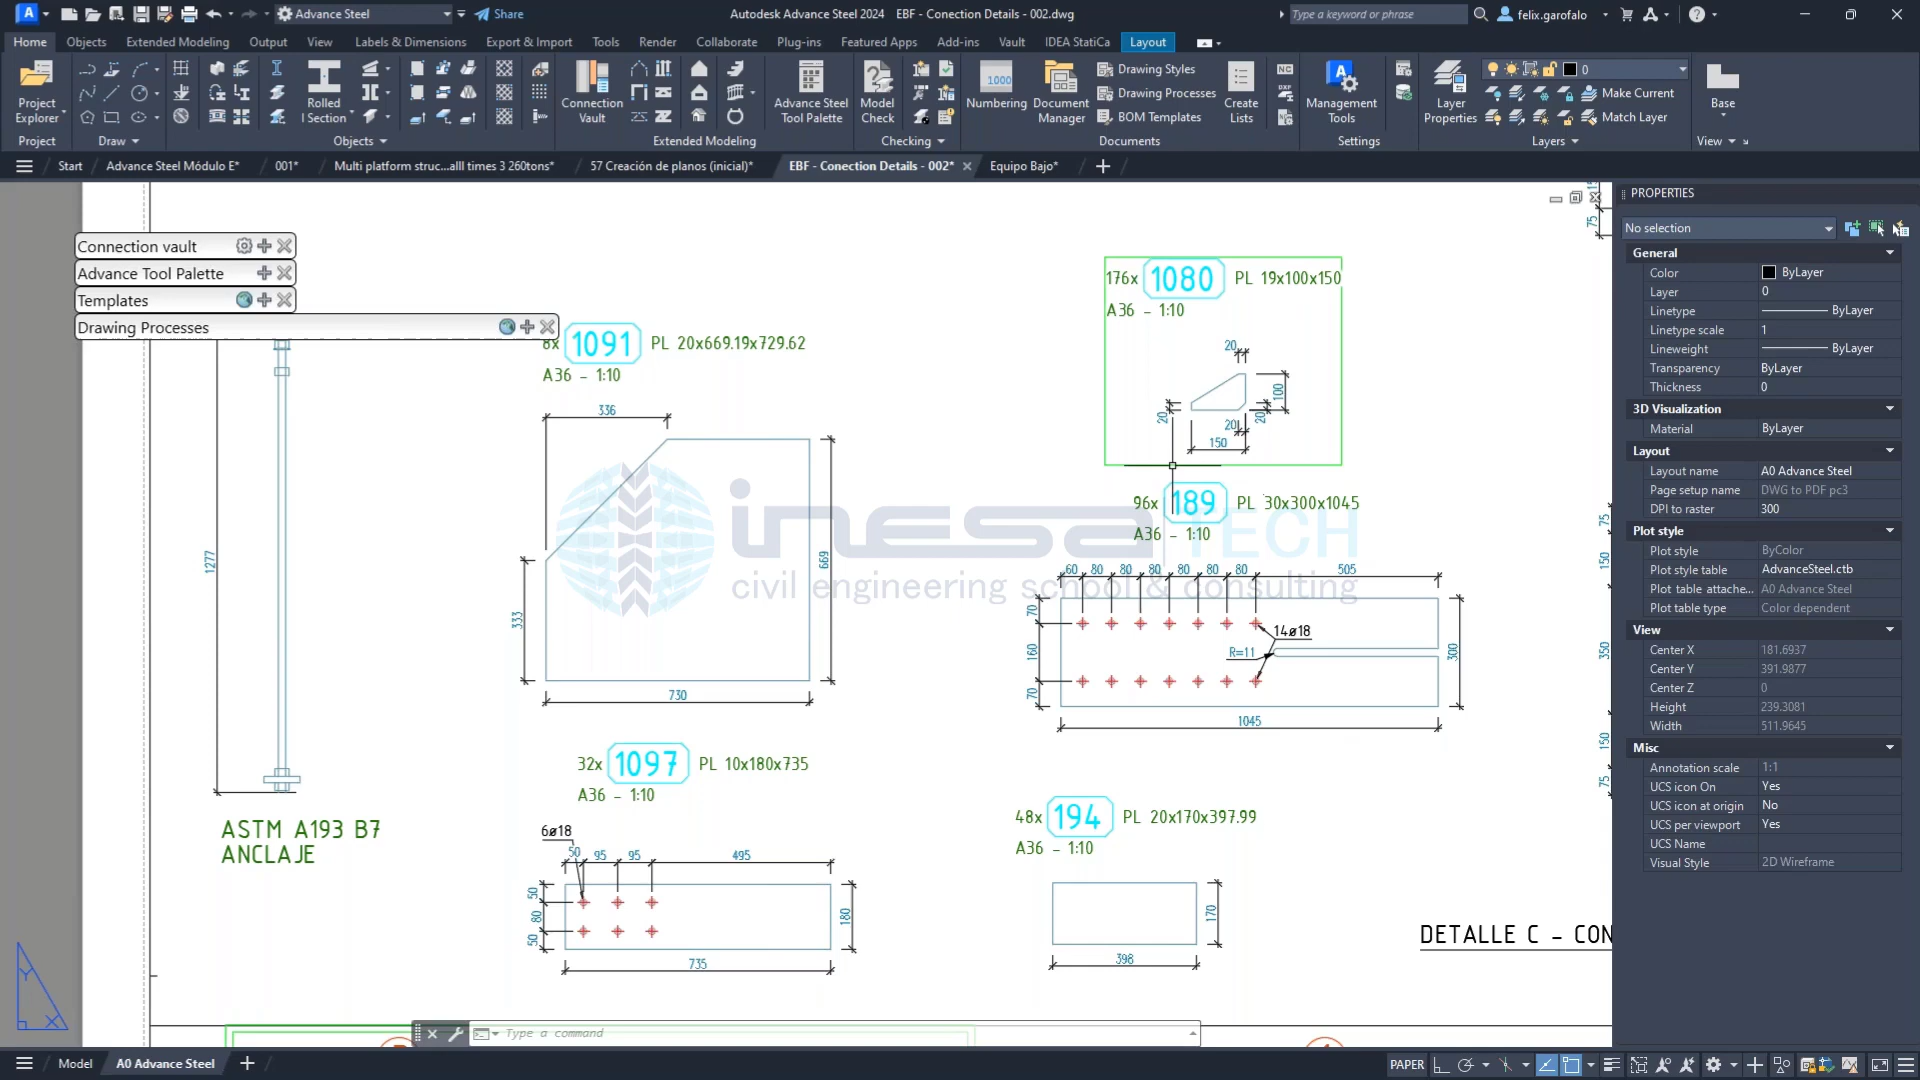 Advance Steel
Share
Autodesk Advance Steel 2024 EBF - Conection Details - 002.dwg
Type a keyword or phrase
felix.garofalo
Home Objects Extended Modeling Output View Labels & Dimensions Export & Import Tools Render Collaborate Plug-ins Featured Apps Add-ins Vault IDEA StatiCa Layout
Project Explorer
Project
Draw
Rolled I Section
Objects
Connection Vault
Extended Modeling
Advance Steel Tool Palette
Model Check
Checking
1000
Numbering
Document Manager
Drawing Styles
Drawing Processes
BOM Templates
Create Lists
NC
DXF
Documents
Management Tools
Settings
Layer Properties
0
Make Current
Match Layer
Layers
Base
View
Start Advance Steel Módulo E* 001* Multi platform struc...alll times 3 260tons* 57 Creación de planos (inicial)* EBF - Conection Details - 002* Equipo Bajo*
Connection vault
Advance Tool Palette
Templates
Drawing Processes
1277
ASTM A193 B7
ANCLAJE
8x 1091 PL 20x669.19x729.62
A36 - 1:10
336
669
333
730
32x 1097 PL 10x180x735
A36 - 1:10
6ø18
50 95 95 495
50
80
50
180
735
176x 1080 PL 19x100x150
A36 - 1:10
20
100
20
20
20
150
96x 189 PL 30x300x1045
A36 - 1:10
60 80 80 80 80 80 80 505
70
160
70
14ø18
R=11
300
1045
48x 194 PL 20x170x397.99
A36 - 1:10
170
398
15
75
75
150
350
150
75
DETALLE C - CON
inesa TECH
civil engineering school & consulting
Y
X
Type a command
PROPERTIES
No selection
General
Color ByLayer
Layer 0
Linetype ByLayer
Linetype scale 1
Lineweight ByLayer
Transparency ByLayer
Thickness 0
3D Visualization
Material ByLayer
Layout
Layout name A0 Advance Steel
Page setup name DWG to PDF pc3
DPI to raster 300
Plot style
Plot style ByColor
Plot style table AdvanceSteel.ctb
Plot table attache... A0 Advance Steel
Plot table type Color dependent
View
Center X 181.6937
Center Y 391.9877
Center Z 0
Height 239.3081
Width 511.9645
Misc
Annotation scale 1:1
UCS icon On Yes
UCS icon at origin No
UCS per viewport Yes
UCS Name
Visual Style 2D Wireframe
Model A0 Advance Steel
PAPER